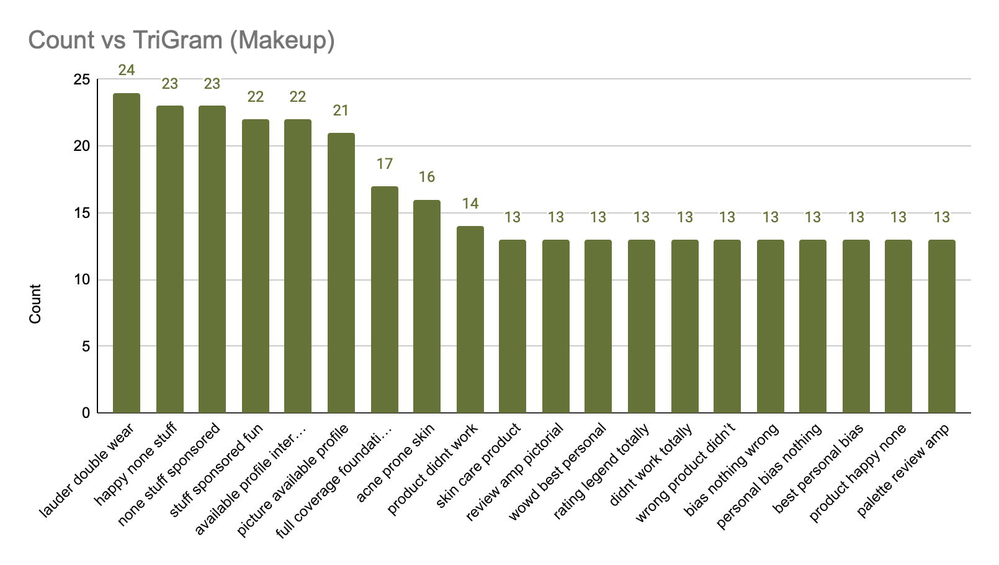 Count vs TriGram (Makeup)
24
23
23
22
22
21
17
16
14
13
13
13
13
13
13
13
13
13
13
13
25
20
15
10
5
0
Count
lauder double wear
happy none stuff
none stuff sponsored
stuff sponsored fun
available profile inter…
picture available profile
full coverage foundati…
acne prone skin
product didnt work
skin care product
review amp pictorial
wowd best personal
rating legend totally
didnt work totally
wrong product didn’t
bias nothing wrong
personal bias nothing
best personal bias
product happy none
palette review amp